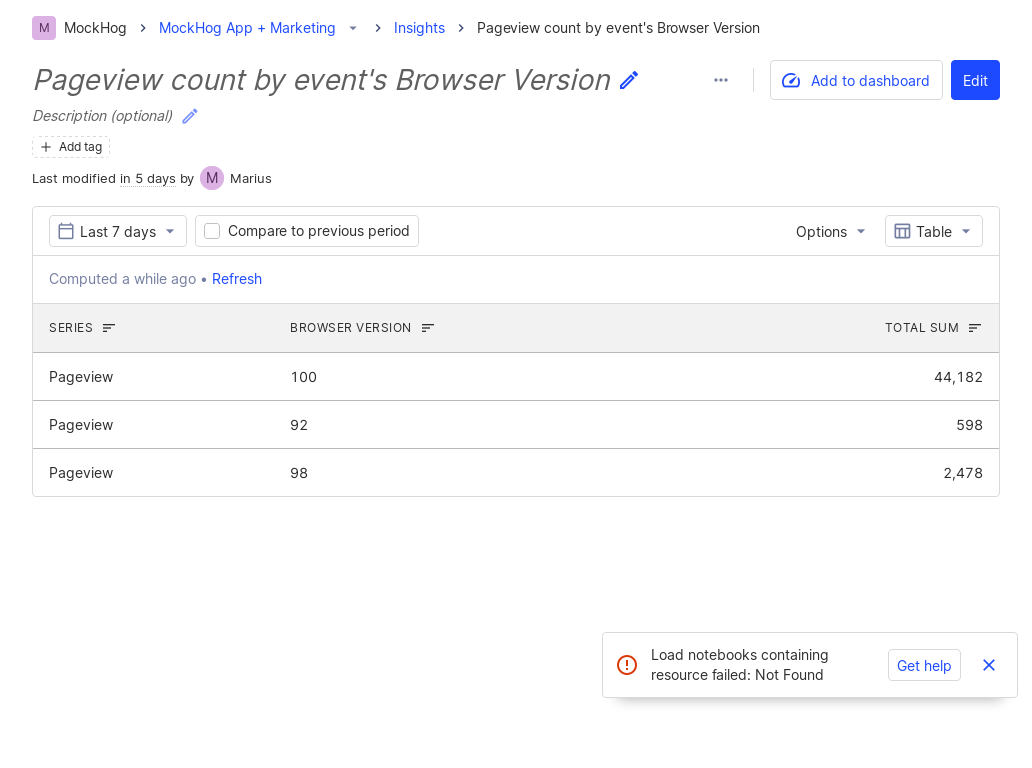 M MockHog MockHog App + Marketing Insights Pageview count by event's Browser Version
Pageview count by event's Browser Version
Add to dashboard Edit
Description (optional)
Add tag
Last modified in 5 days by M Marius
Last 7 days Compare to previous period Options Table
Computed a while ago • Refresh
SERIES BROWSER VERSION TOTAL SUM
Pageview 100 44,182
Pageview 92 598
Pageview 98 2,478
Load notebooks containing
resource failed: Not Found
Get help